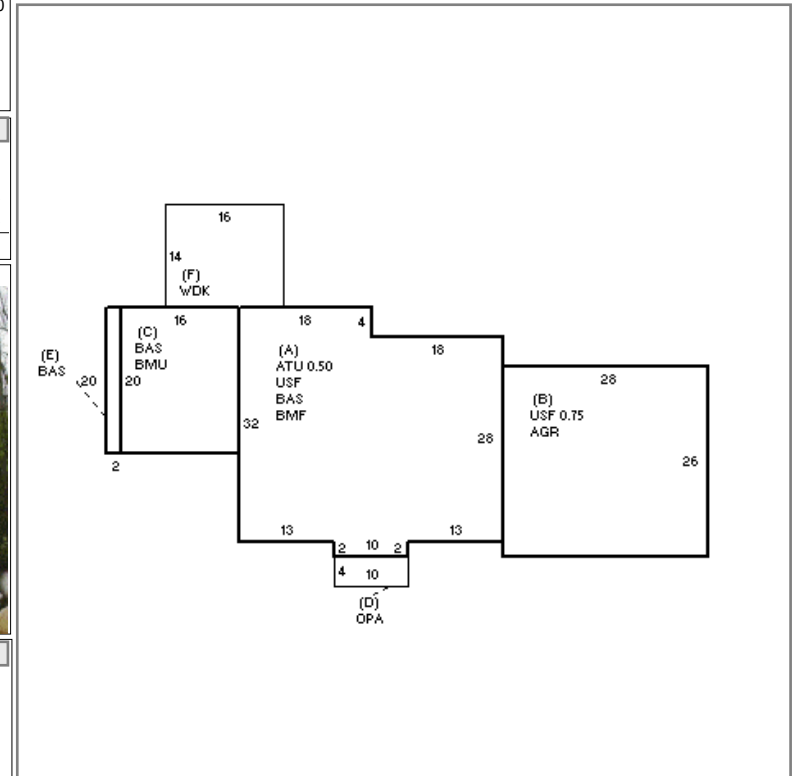 16
14
(F)
WDK
16
18
4
18
(C)
BAS
BMU
(E)
BAS
20
20
(A)
ATU 0.50
USF
BAS
BMF
28
(B)
USF 0.75
AGR
32
28
26
2
13
13
2
10
2
4
10
(D)
OPA